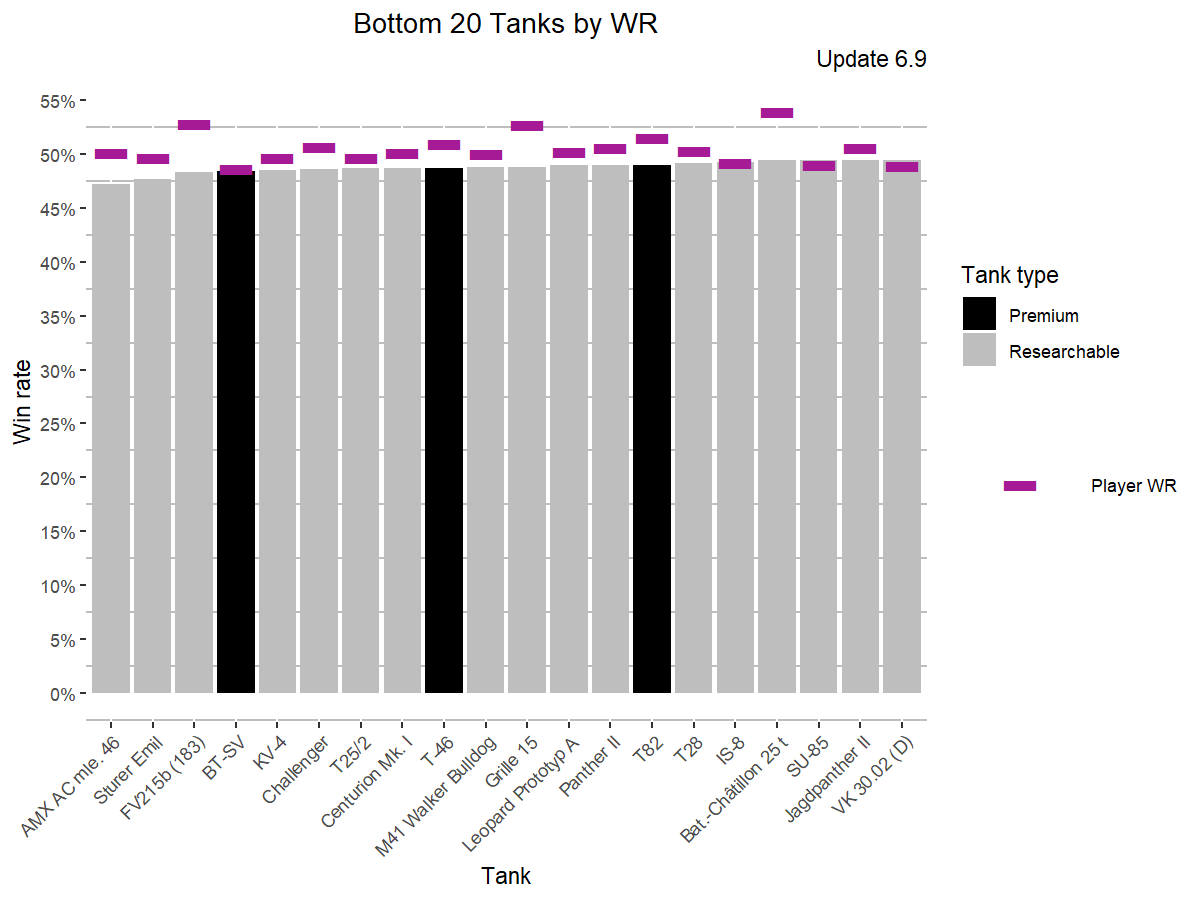 Bottom 20 Tanks by WR
Update 6.9
55%
50%
45%
40%
35%
30%
25%
20%
15%
10%
5%
0%
Win rate
AMX AC mle. 46
Sturer Emil
FV215b (183)
BT-SV
KV-4
Challenger
T25/2
Centurion Mk. I
T-46
M41 Walker Bulldog
Grille 15
Leopard Prototyp A
Panther II
T82
T28
IS-8
Bat.-Châtillon 25 t
SU-85
Jagdpanther II
VK 30.02 (D)
Tank
Tank type
Premium
Researchable
Player WR